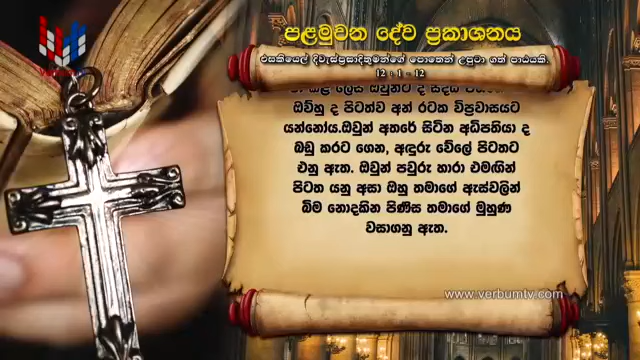 පළමුවන දේව ප්‍රකාශනය
එසකියෙල් දිවැස්ප්‍රසාදිතුමන්ගේ පොතෙන් උපුටා ගත් පාඨයකි.
12 : 1 - 12
ඔව්හු ද පිටත්ව අන් රටක විප්‍රවාසයට
යන්නෝය.ඔවුන් අතරේ සිටින අධිපතියා ද
බඩු කරට ගෙන, අඳුරු වේලේ පිටතට
එනු ඇත. ඔවුන් පවුරු හාරා එමඟින්
පිටත යනු අසා ඔහු තමාගේ ඇස්වලින්
බිම නොදකින පිණිස තමාගේ මුහුණ
වසාගනු ඇත.
www.verbumtv.com